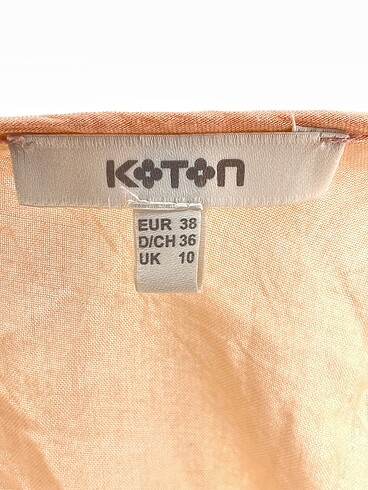 KOTON
EUR 38
D/CH 36
UK 10